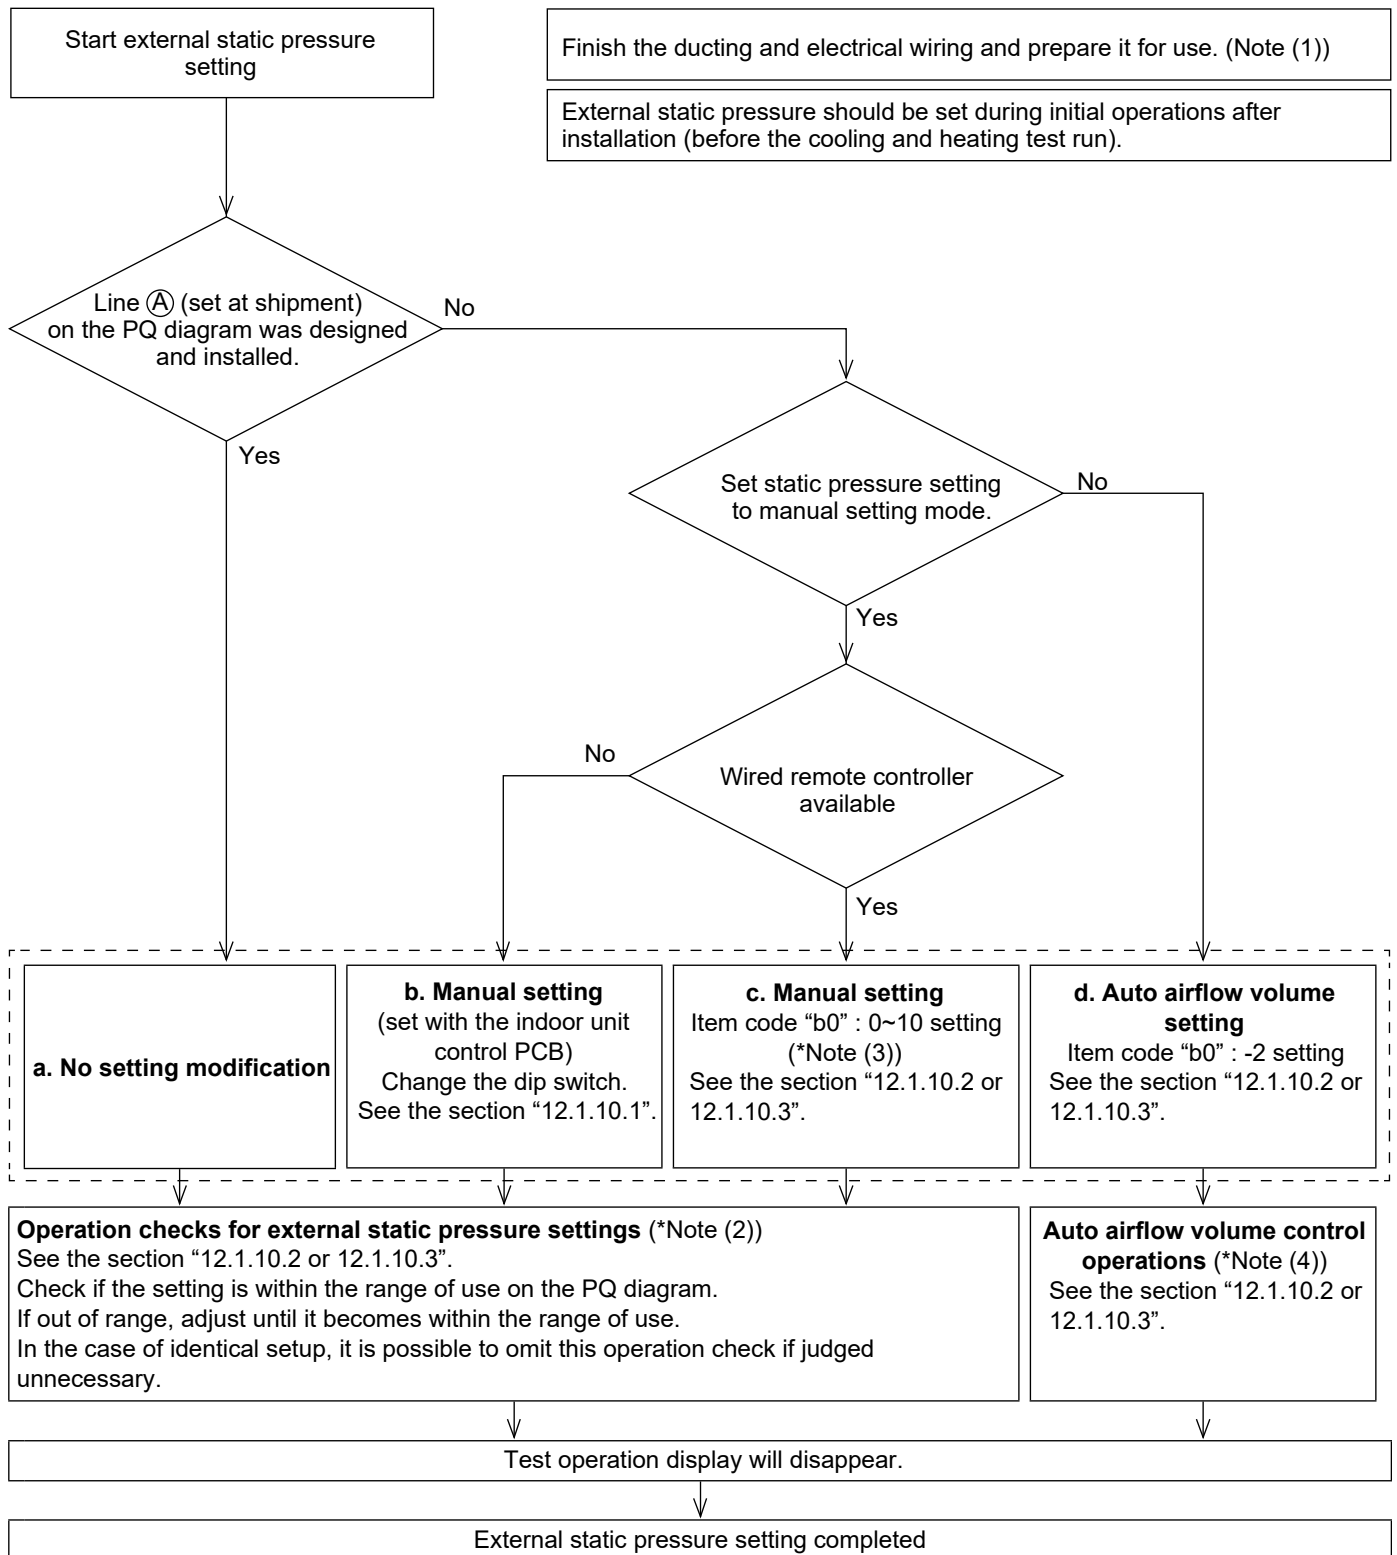 Start external static pressure
setting
Finish the ducting and electrical wiring and prepare it for use. (Note (1))
External static pressure should be set during initial operations after
installation (before the cooling and heating test run).
Line Ⓐ (set at shipment)
on the PQ diagram was designed
and installed.
No
Yes
Set static pressure setting
to manual setting mode.
No
Yes
Wired remote controller
available
No
Yes
a. No setting modification
b. Manual setting
(set with the indoor unit
control PCB)
Change the dip switch.
See the section “12.1.10.1”.
c. Manual setting
Item code “b0” : 0~10 setting
(*Note (3))
See the section “12.1.10.2 or
12.1.10.3”.
d. Auto airflow volume
setting
Item code “b0” : -2 setting
See the section “12.1.10.2 or
12.1.10.3”.
Operation checks for external static pressure settings (*Note (2))
See the section “12.1.10.2 or 12.1.10.3”.
Check if the setting is within the range of use on the PQ diagram.
If out of range, adjust until it becomes within the range of use.
In the case of identical setup, it is possible to omit this operation check if judged
unnecessary.
Auto airflow volume control
operations (*Note (4))
See the section “12.1.10.2 or
12.1.10.3”.
Test operation display will disappear.
External static pressure setting completed